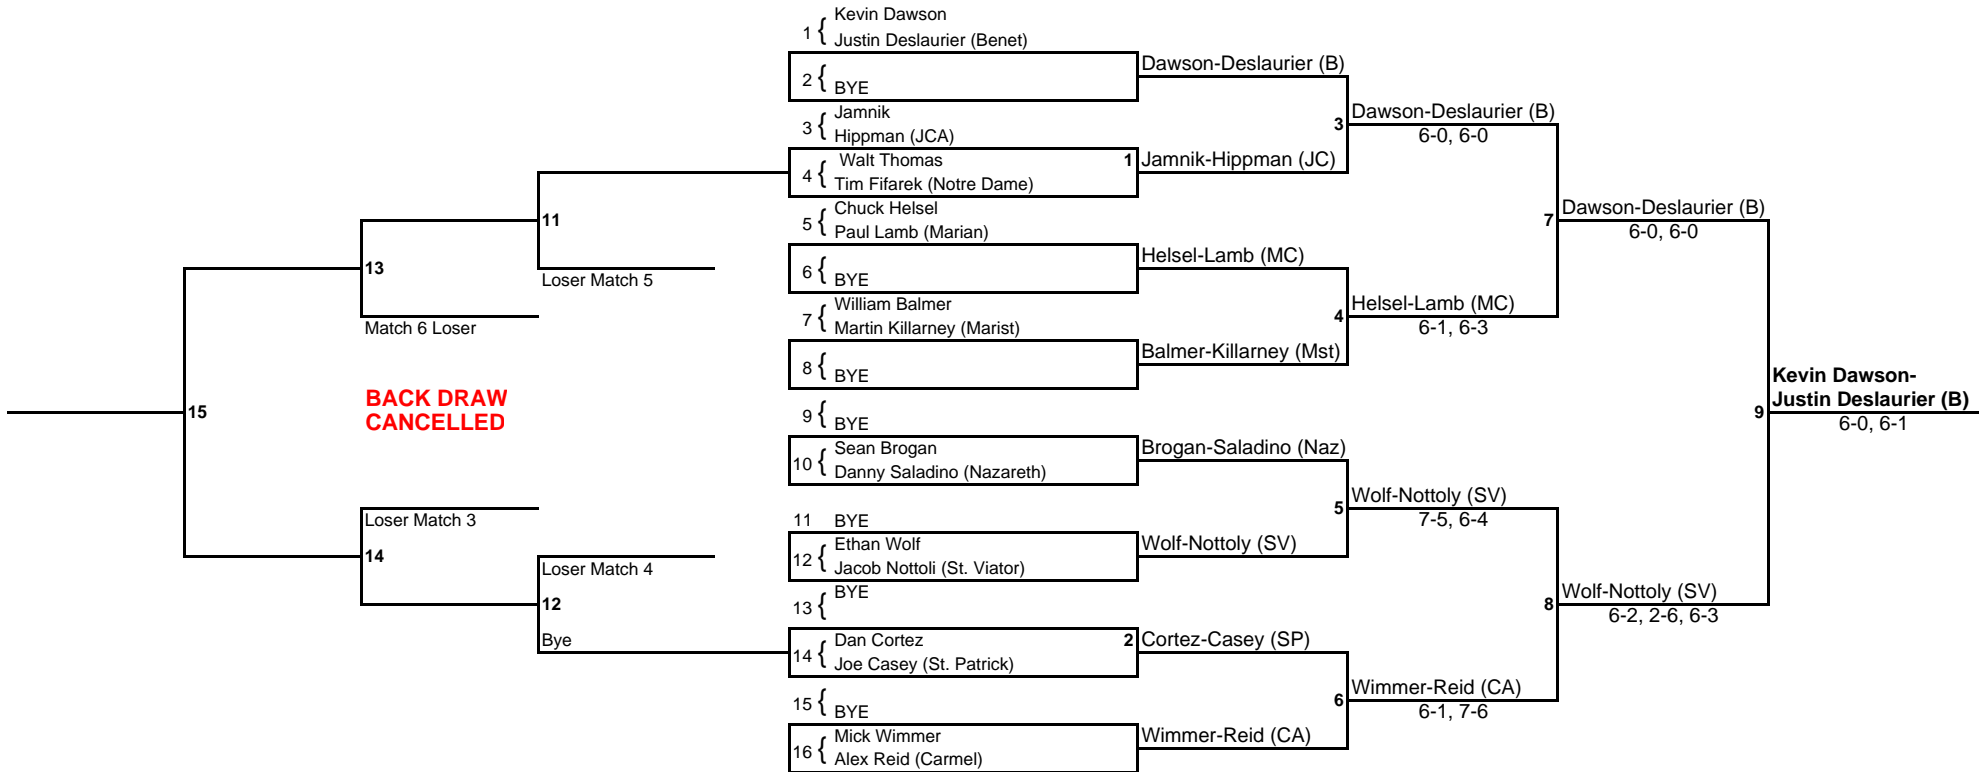 Kevin Dawson
1 { Justin Deslaurier (Benet)
Dawson-Deslaurier (B)
2 { BYE
Jamnik
3 { Hippman (JCA)
3 Dawson-Deslaurier (B)
6-0, 6-0
Walt Thomas
4 { Tim Fifarek (Notre Dame)
1 Jamnik-Hippman (JC)
Chuck Helsel
5 { Paul Lamb (Marian)
11
7 Dawson-Deslaurier (B)
6-0, 6-0
Helsel-Lamb (MC)
6 { BYE
13
Loser Match 5
William Balmer
7 { Martin Killarney (Marist)
4 Helsel-Lamb (MC)
6-1, 6-3
Match 6 Loser
Balmer-Killarney (Mst)
8 { BYE
BACK DRAW
CANCELLED
15
9 { BYE
9 Kevin Dawson-
Justin Deslaurier (B)
6-0, 6-1
Sean Brogan
10 { Danny Saladino (Nazareth)
Brogan-Saladino (Naz)
5 Wolf-Nottoly (SV)
7-5, 6-4
Loser Match 3
11 BYE
Ethan Wolf
12 { Jacob Nottoli (St. Viator)
Wolf-Nottoly (SV)
14
Loser Match 4
13 { BYE
12
8 Wolf-Nottoly (SV)
6-2, 2-6, 6-3
Bye
Dan Cortez
14 { Joe Casey (St. Patrick)
2 Cortez-Casey (SP)
15 { BYE
6 Wimmer-Reid (CA)
6-1, 7-6
Mick Wimmer
16 { Alex Reid (Carmel)
Wimmer-Reid (CA)